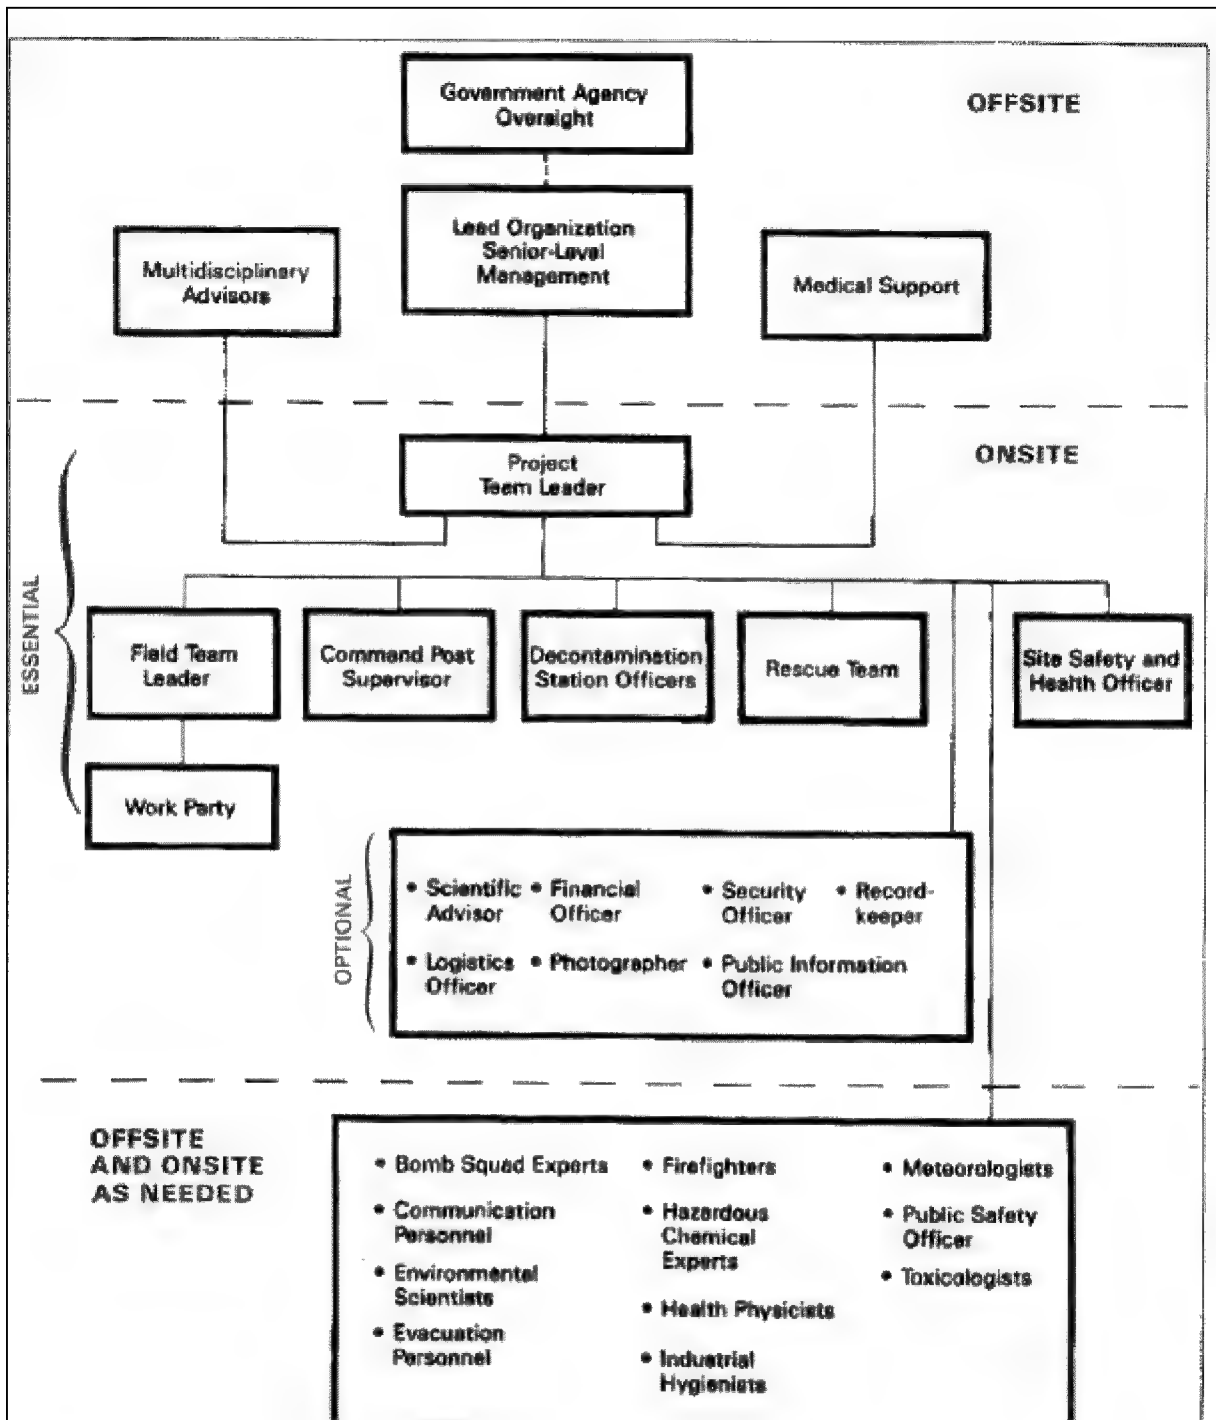 Government Agency
Oversight
OFFSITE
Lead Organization
Senior-Level
Management
Multidisciplinary
Advisors
Medical Support
ONSITE
Project
Team Leader
ESSENTIAL
Field Team
Leader
Command Post
Supervisor
Decontamination
Station Officers
Rescue Team
Site Safety and
Health Officer
Work Party
OPTIONAL
• Scientific
Advisor
• Financial
Officer
• Security
Officer
• Record-
keeper
• Logistics
Officer
• Photographer
• Public Information
Officer
OFFSITE
AND ONSITE
AS NEEDED
• Bomb Squad Experts
• Communication
Personnel
• Environmental
Scientists
• Evacuation
Personnel
• Firefighters
• Hazardous
Chemical
Experts
• Health Physicists
• Industrial
Hygienists
• Meteorologists
• Public Safety
Officer
• Toxicologists